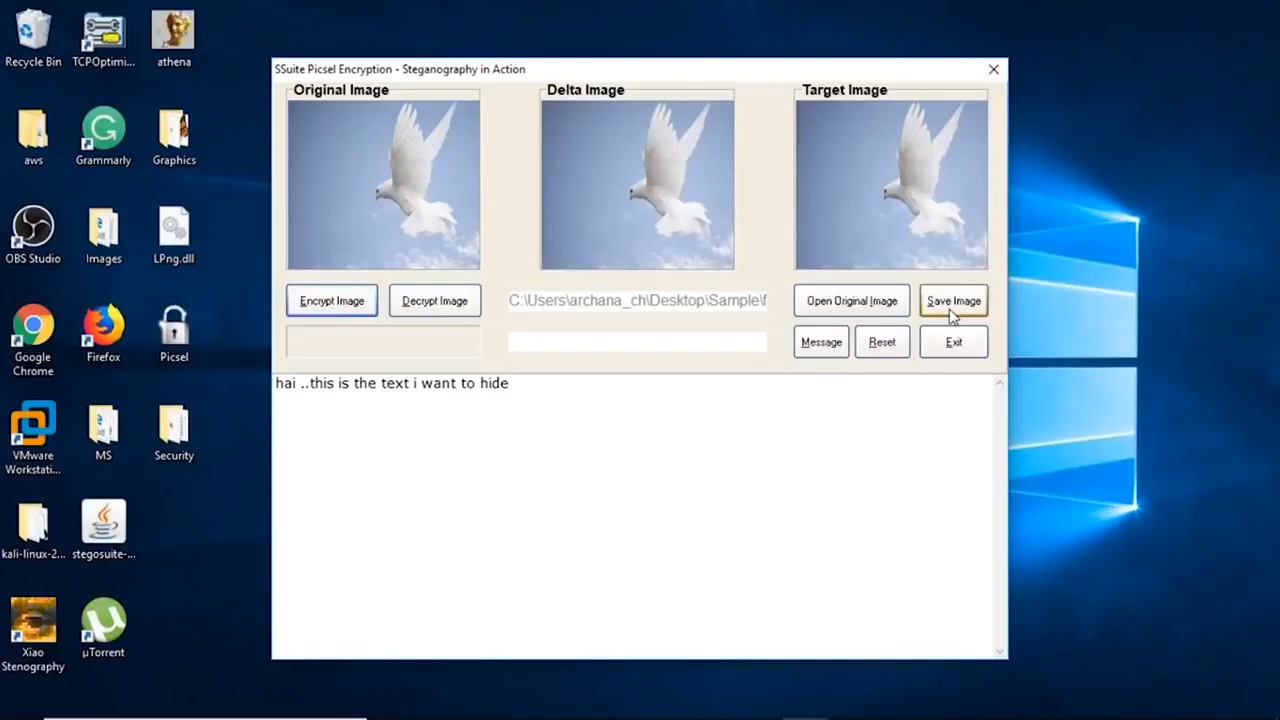 Recycle Bin
TCPOptimi...
athena
aws
Grammarly
Graphics
OBS Studio
Images
LPng.dll
Google
Chrome
Firefox
Picsel
VMware
Workstati...
MS
Security
kali-linux-2...
stegosuite-...
Xiao
Stenography
µTorrent
SSuite Picsel Encryption - Steganography in Action
Original Image
Delta Image
Target Image
Encrypt Image
Decrypt Image
C:\Users\archana_ch\Desktop\Sample\f
Open Original Image
Save Image
Message
Reset
Exit
hai ..this is the text i want to hide